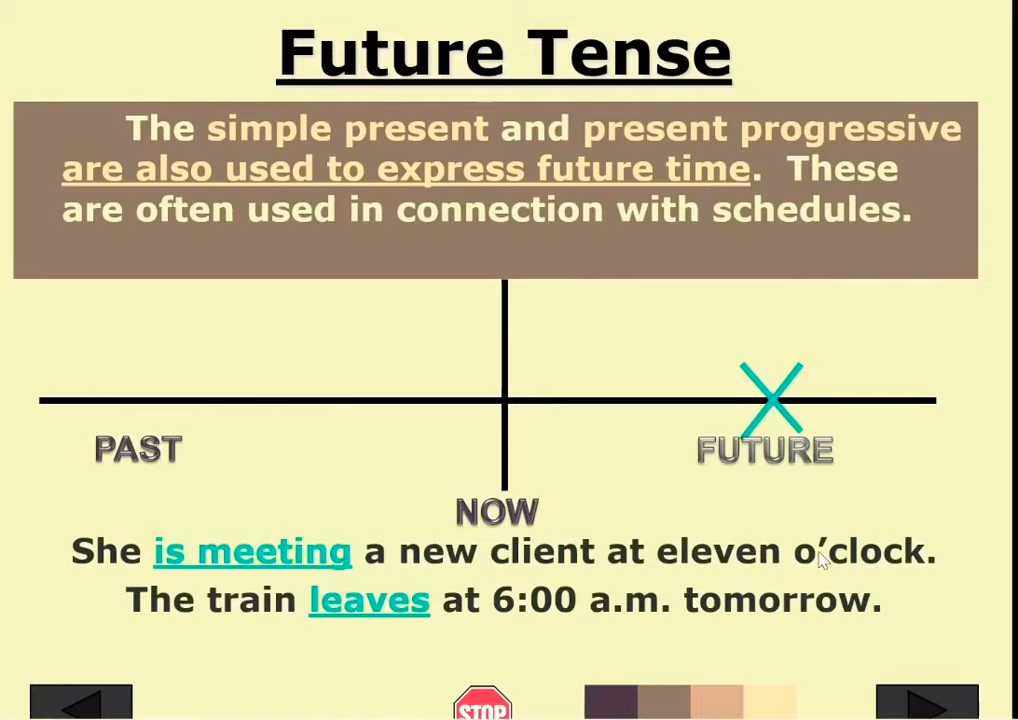 Future Tense
The simple present and present progressive
are also used to express future time. These
are often used in connection with schedules.
PAST
FUTURE
NOW
She is meeting a new client at eleven o’clock.
The train leaves at 6:00 a.m. tomorrow.
STOP